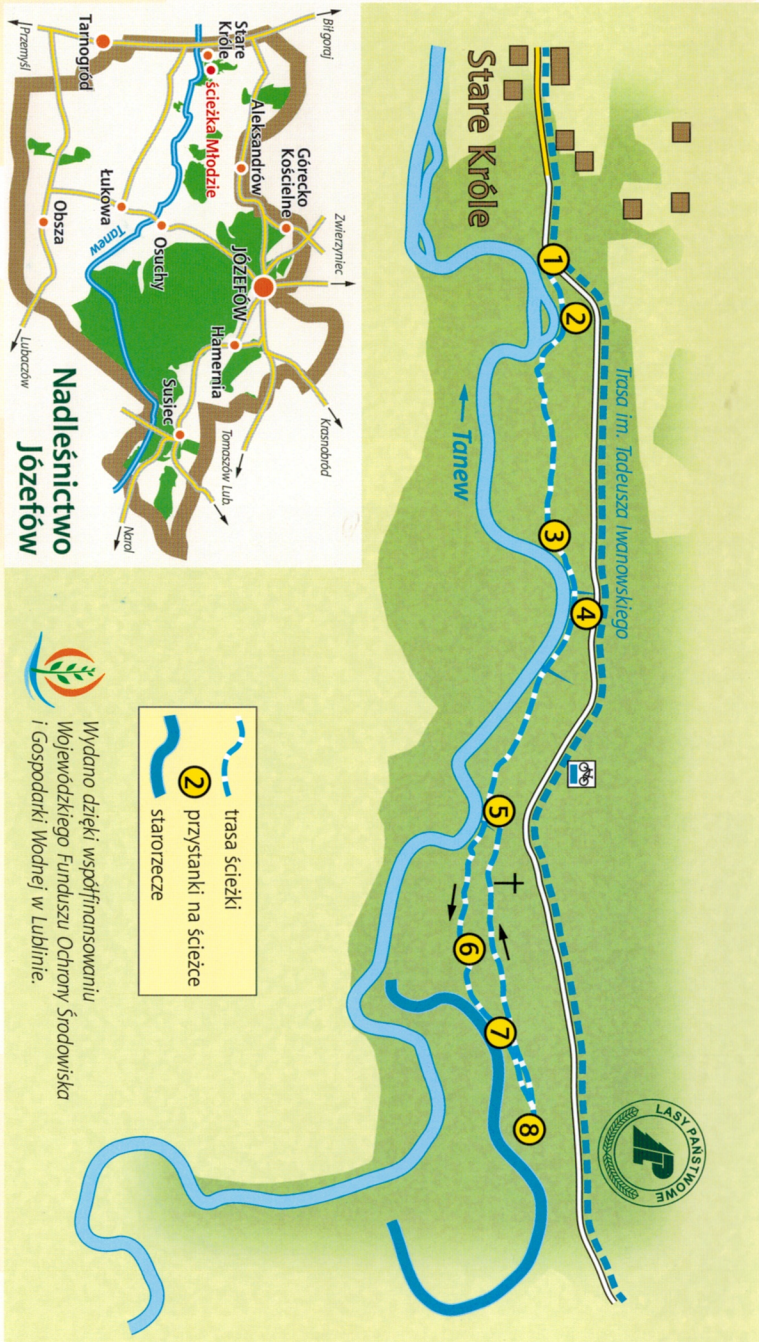 Stare Króle
Trasa im. Tadeusza Iwanowskiego
Tanew
1
2
3
4
5
6
7
8
LASY PAŃSTWOWE
LP
Biłgoraj
Stare
Króle
ścieżka Młodzie
Aleksandrów
Górecko
Kościelne
Zwierzyniec
JÓZEFÓW
Hamernia
Krasnobród
Tomaszów Lub.
Susiec
Narol
Tarnogród
Przemyśl
Łukowa
Osuchy
Tanew
Obsza
Lubaczów
Nadleśnictwo
Józefów
trasa ścieżki
2 przystanki na ścieżce
starorzecze
Wydano dzięki współfinansowaniu
Wojewódzkiego Funduszu Ochrony Środowiska
i Gospodarki Wodnej w Lublinie.